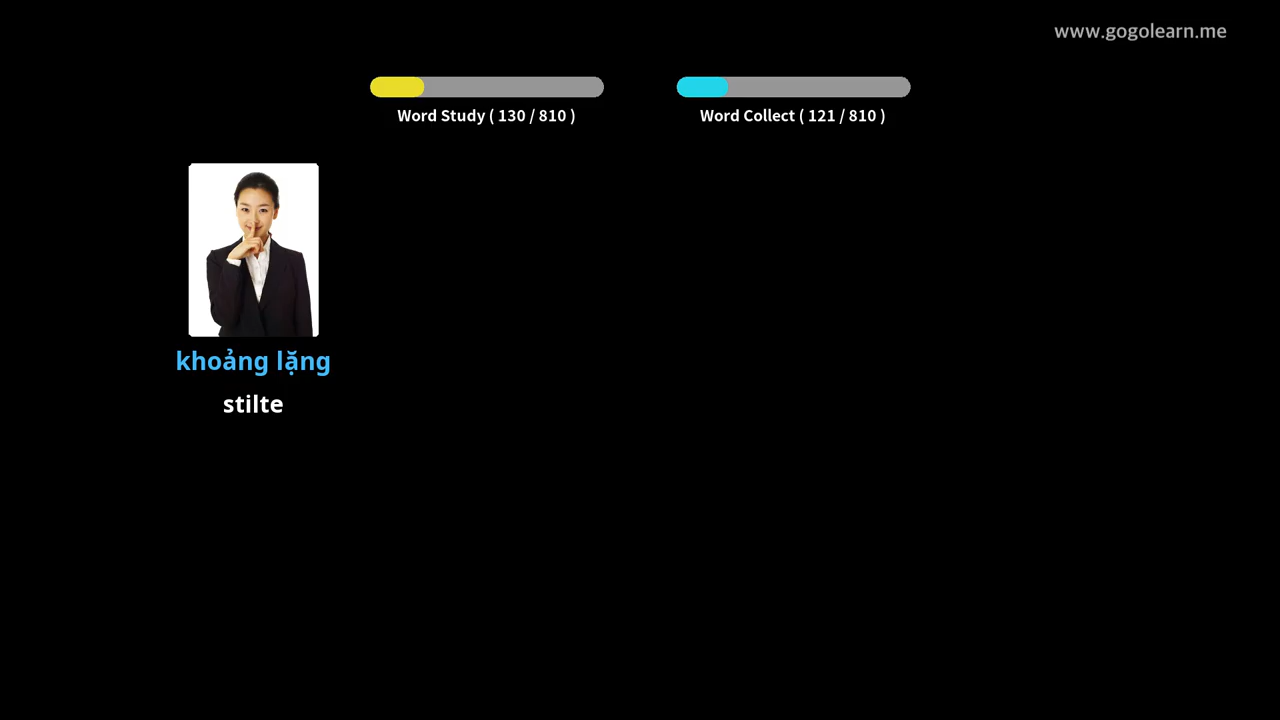 www.gogolearn.me
Word Study ( 130 / 810 )
Word Collect ( 121 / 810 )
khoảng lặng
stilte